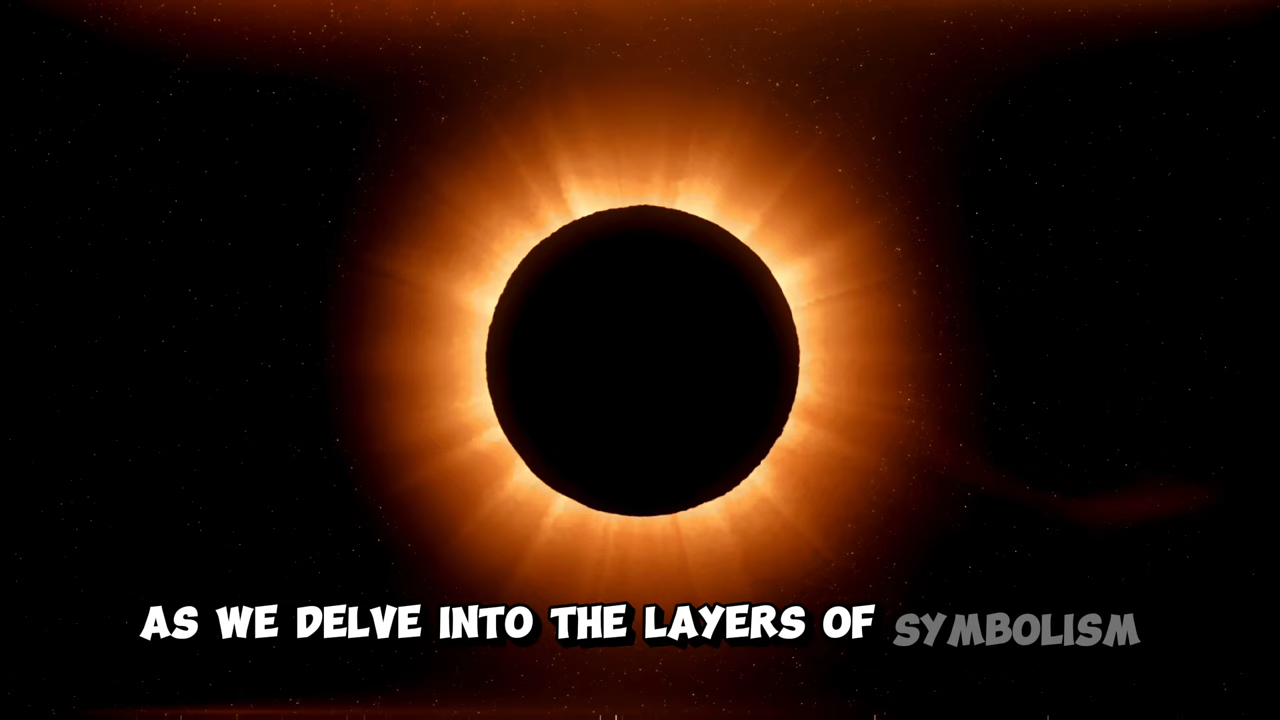 AS WE DELVE INTO THE LAYERS OF SYMBOLISM